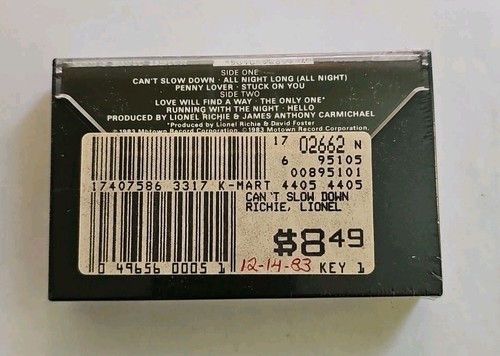 SIDE ONE
CAN'T SLOW DOWN · ALL NIGHT LONG (ALL NIGHT)
PENNY LOVER · STUCK ON YOU
SIDE TWO
LOVE WILL FIND A WAY · THE ONLY ONE*
RUNNING WITH THE NIGHT · HELLO
PRODUCED BY LIONEL RICHIE & JAMES ANTHONY CARMICHAEL
*Produced by Lionel Richie & David Foster
©1983 Motown Record Corporation. ℗1983 Motown Record Corporation.
17 02662 N
6 95105
00895101
17407586 3317 K-MART 4405 4405
CAN'T SLOW DOWN
RICHIE, LIONEL
$8 49
0 49656 0005 1 12-14-83 KEY 1